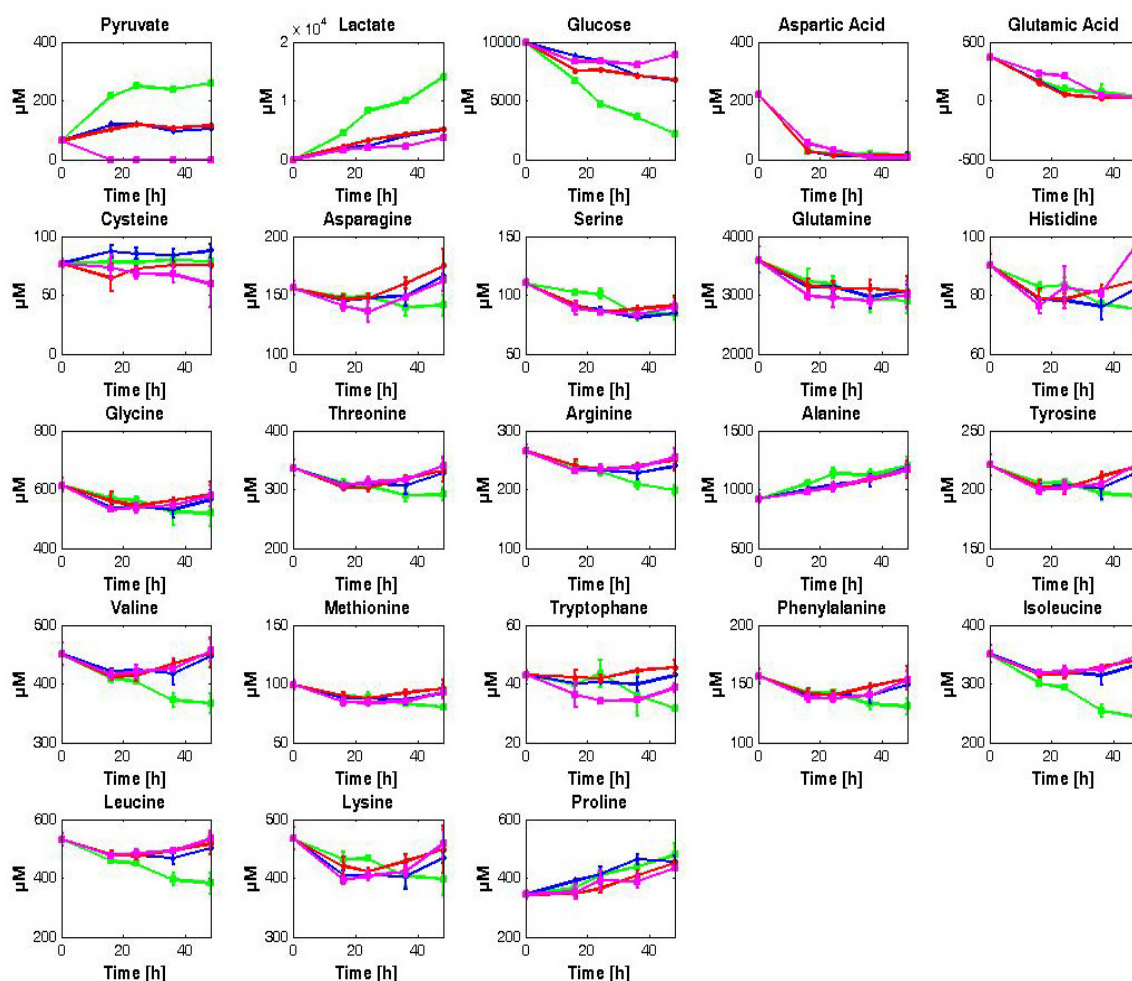 Pyruvate
400
200
0
µM
0 20 40
Time [h]
Lactate
x 10⁴
2
1
0
µM
0 20 40
Time [h]
Glucose
10000
5000
0
µM
0 20 40
Time [h]
Aspartic Acid
400
200
0
µM
0 20 40
Time [h]
Glutamic Acid
500
0
-500
µM
0 20 40
Time [h]
Cysteine
100
50
0
µM
0 20 40
Time [h]
Asparagine
200
150
100
µM
0 20 40
Time [h]
Serine
150
100
50
µM
0 20 40
Time [h]
Glutamine
4000
3000
2000
µM
0 20 40
Time [h]
Histidine
100
80
60
µM
0 20 40
Time [h]
Glycine
800
600
400
µM
0 20 40
Time [h]
Threonine
400
300
200
µM
0 20 40
Time [h]
Arginine
300
200
100
µM
0 20 40
Time [h]
Alanine
1500
1000
500
µM
0 20 40
Time [h]
Tyrosine
250
200
150
µM
0 20 40
Time [h]
Valine
500
400
300
µM
0 20 40
Time [h]
Methionine
150
100
50
µM
0 20 40
Time [h]
Tryptophane
60
40
20
µM
0 20 40
Time [h]
Phenylalanine
200
150
100
µM
0 20 40
Time [h]
Isoleucine
400
300
200
µM
0 20 40
Time [h]
Leucine
600
400
200
µM
0 20 40
Time [h]
Lysine
500
400
300
µM
0 20 40
Time [h]
Proline
600
400
200
µM
0 20 40
Time [h]